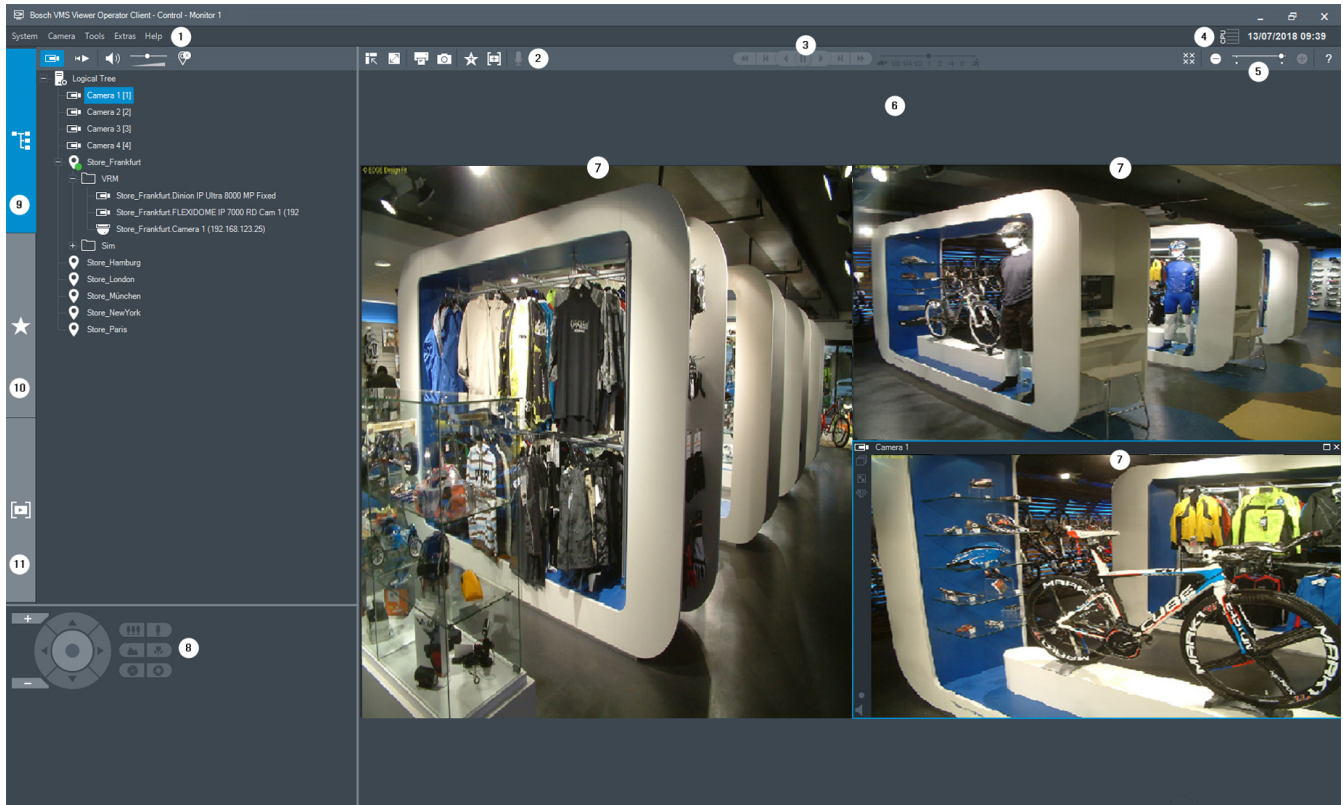 Bosch VMS Viewer Operator Client - Control - Monitor 1
System Camera Tools Extras Help 1
4 13/07/2018 09:39
2
3
5
?
6
Logical Tree
Camera 1 [1]
Camera 2 [2]
Camera 3 [3]
Camera 4 [4]
Store_Frankfurt
VRM
Store_Frankfurt.Dinion IP Ultra 8000 MP Fixed
Store_Frankfurt.FLEXIDOME IP 7000 RD Cam 1 (192
Store_Frankfurt.Camera 1 (192.168.123.25)
Sim
Store_Hamburg
Store_London
Store_München
Store_NewYork
Store_Paris
9
10
11
8
© EDGE Design Fit
7
7
Camera 1
7
CUBE